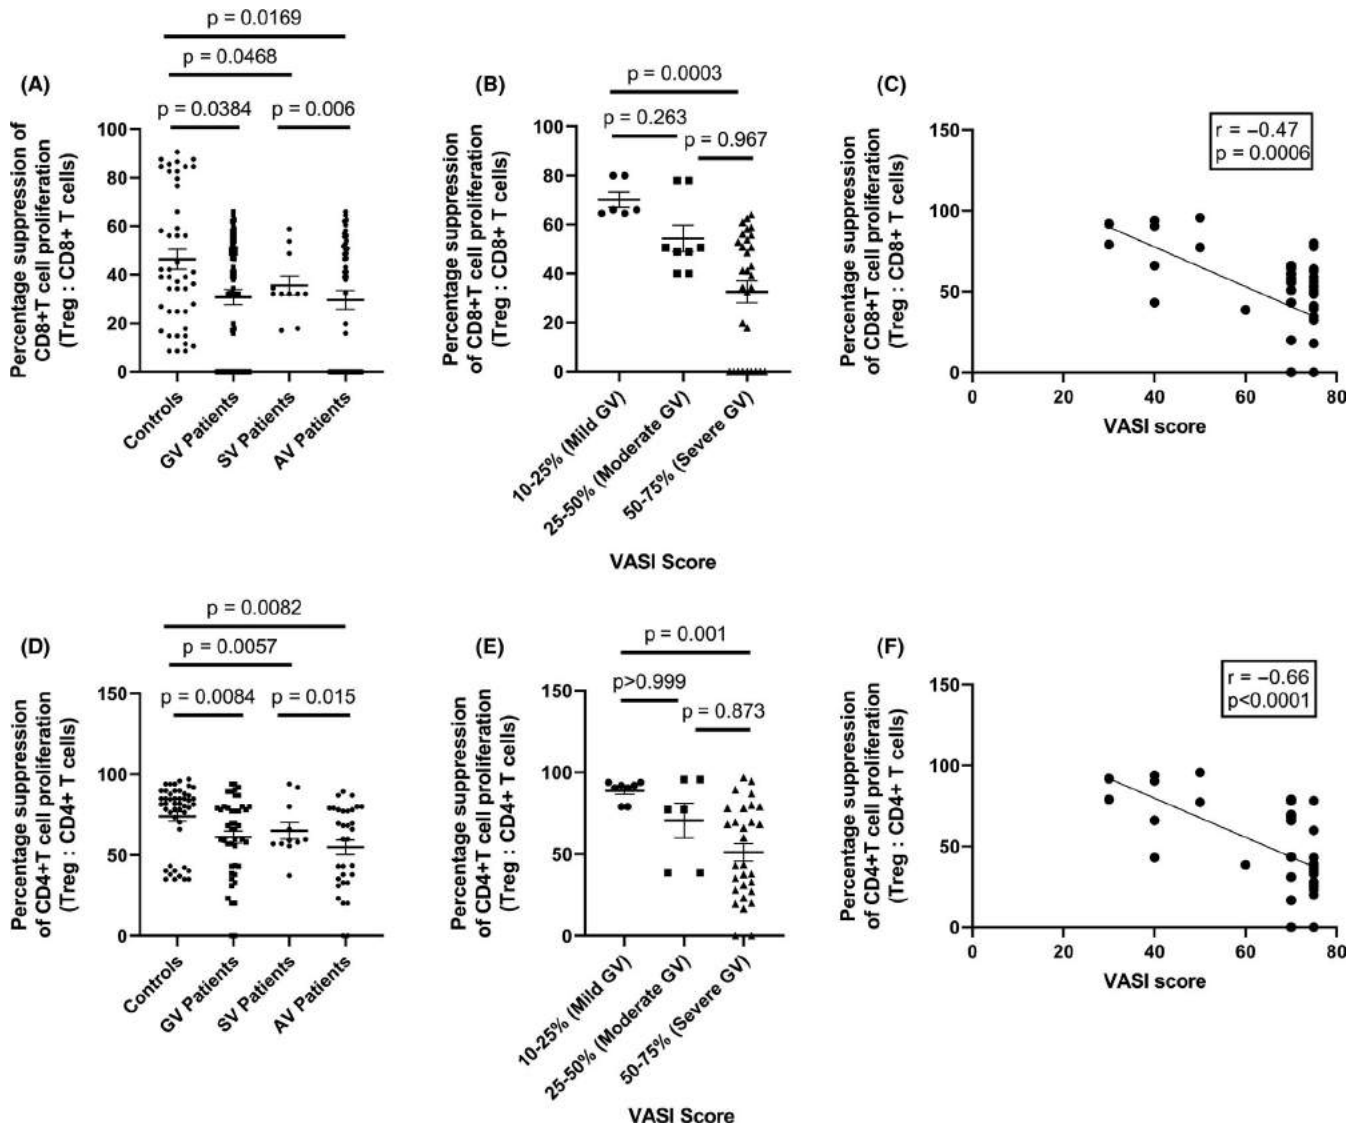 p = 0.0169
p = 0.0468
(A)
p = 0.0384
p = 0.006
Percentage suppression of
CD8+T cell proliferation
(Treg : CD8+ T cells)
100
80
60
40
20
0
Controls
GV Patients
SV Patients
AV Patients
(B)
p = 0.0003
p = 0.263
p = 0.967
Percentage suppression
of CD8+T cell proliferation
(Treg : CD8+ T cells)
100
80
60
40
20
0
10-25% (Mild GV)
25-50% (Moderate GV)
50-75% (Severe GV)
VASI Score
(C)
r = −0.47
p = 0.0006
Percentage suppression
of CD8+T cell proliferation
(Treg : CD8+ T cells)
150
100
50
0
0
20
40
60
80
VASI score
p = 0.0082
(D)
p = 0.0057
p = 0.0084
p = 0.015
Percentage suppression
of CD4+T cell proliferation
(Treg : CD4+ T cells)
150
100
50
0
Controls
GV Patients
SV Patients
AV Patients
(E)
p = 0.001
p>0.999
p = 0.873
Percentage suppression
of CD4+T cell proliferation
(Treg : CD4+ T cells)
150
100
50
0
10-25% (Mild GV)
25-50% (Moderate GV)
50-75% (Severe GV)
VASI Score
(F)
r = −0.66
p<0.0001
Percentage suppression
of CD4+T cell proliferation
(Treg : CD4+ T cells)
150
100
50
0
0
20
40
60
80
VASI score